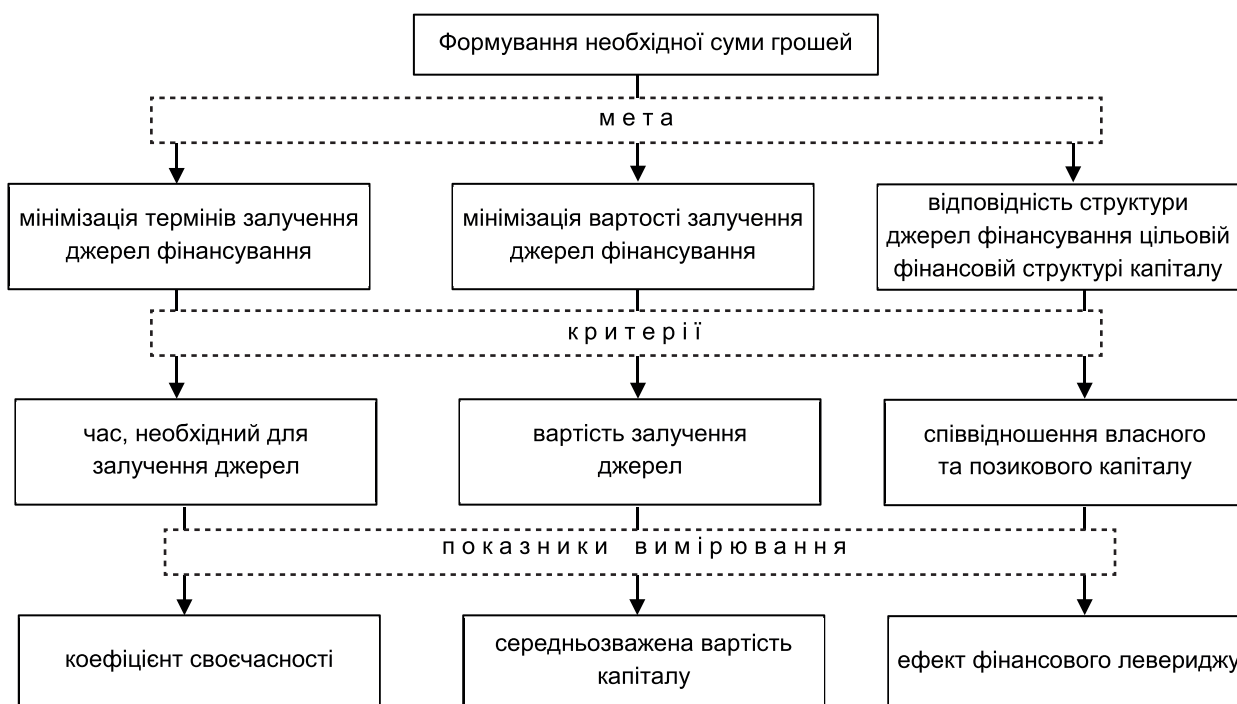 Формування необхідної суми грошей
мета
мінімізація термінів залучення
джерел фінансування
мінімізація вартості залучення
джерел фінансування
відповідність структури
джерел фінансування цільовій
фінансовій структурі капіталу
критерії
час, необхідний для
залучення джерел
вартість залучення
джерел
співвідношення власного
та позикового капіталу
показники вимірювання
коефіцієнт своєчасності
середньозважена вартість
капіталу
ефект фінансового левериджу